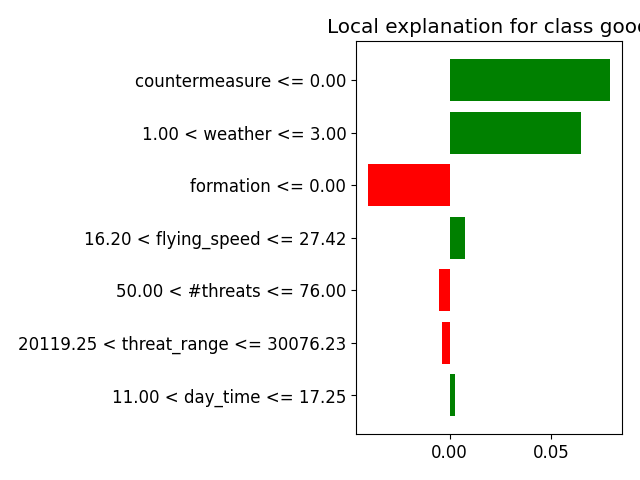 Local explanation for class good
countermeasure <= 0.00
1.00 < weather <= 3.00
formation <= 0.00
16.20 < flying_speed <= 27.42
50.00 < #threats <= 76.00
20119.25 < threat_range <= 30076.23
11.00 < day_time <= 17.25
0.00 0.05